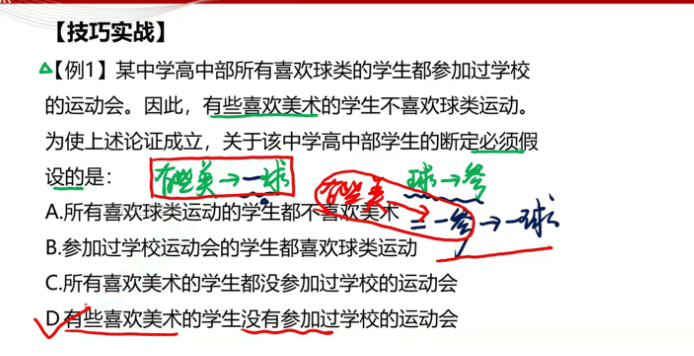 【技巧实战】
【例1】某中学高中部所有喜欢球类的学生都参加过学校
的运动会。因此，有些喜欢美术的学生不喜欢球类运动。
为使上述论证成立，关于该中学高中部学生的断定必须假
设的是：
有些美→一球
球→参
有些美→
=一参→一球
A.所有喜欢球类运动的学生都不喜欢美术
B.参加过学校运动会的学生都喜欢球类运动
C.所有喜欢美术的学生都没参加过学校的运动会
D.有些喜欢美术的学生没有参加过学校的运动会